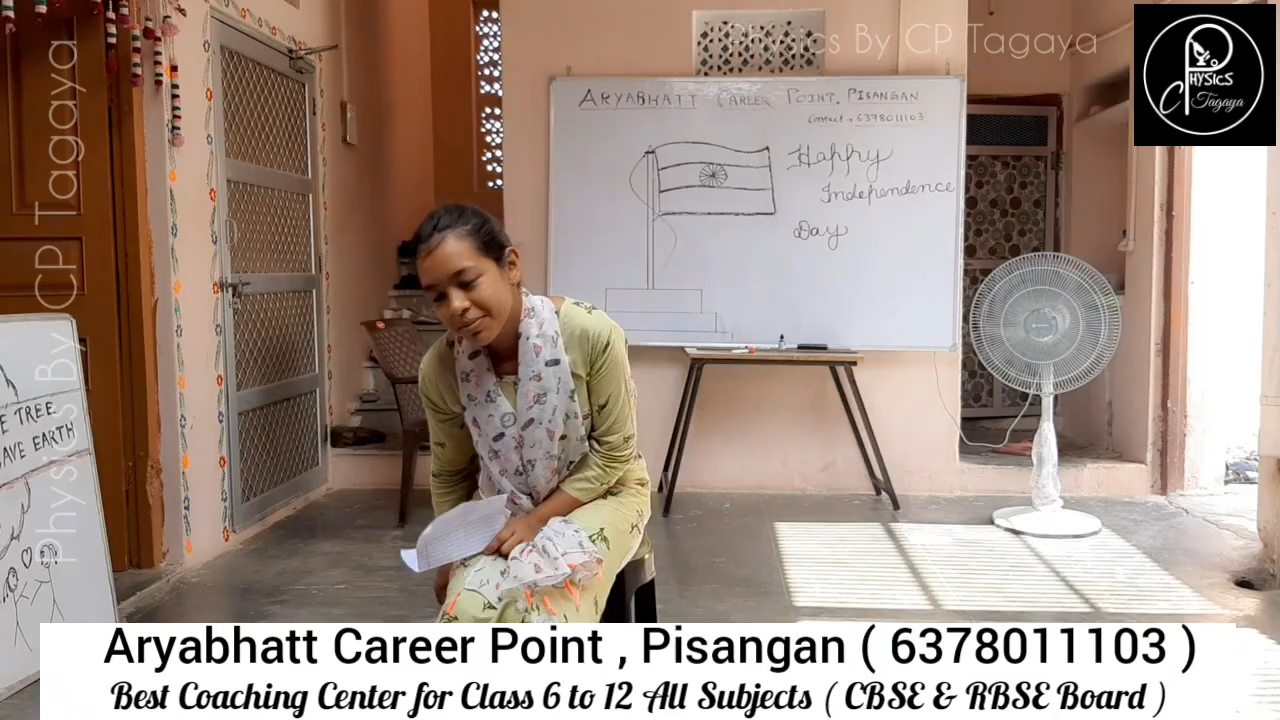 Physics By CP Tagaya
PHYSICS
CP Tagaya
ARYABHATT CAREER POINT, PISANGAN
Contact → 6378011103
Happy
Independence
Day
Physics By CP Tagaya
E TREE
AVE EARTH
Aryabhatt Career Point , Pisangan ( 6378011103 )
Best Coaching Center for Class 6 to 12 All Subjects ( CBSE & RBSE Board )